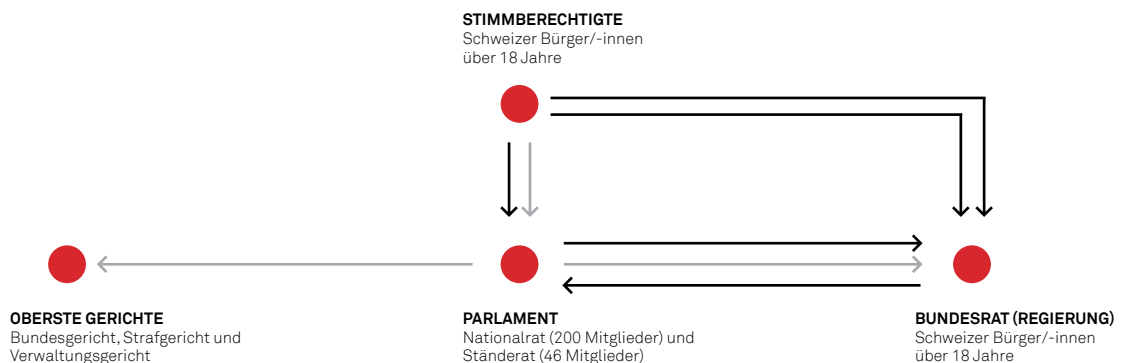 STIMMBERECHTIGTE
Schweizer Bürger/-innen
über 18 Jahre
OBERSTE GERICHTE
Bundesgericht, Strafgericht und
Verwaltungsgericht
PARLAMENT
Nationalrat (200 Mitglieder) und
Ständerat (46 Mitglieder)
BUNDESRAT (REGIERUNG)
Schweizer Bürger/-innen
über 18 Jahre